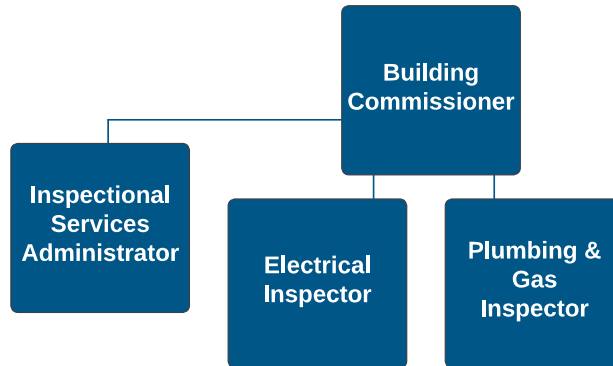 Building
Commissioner
Inspectional
Services
Administrator
Electrical
Inspector
Plumbing &
Gas
Inspector